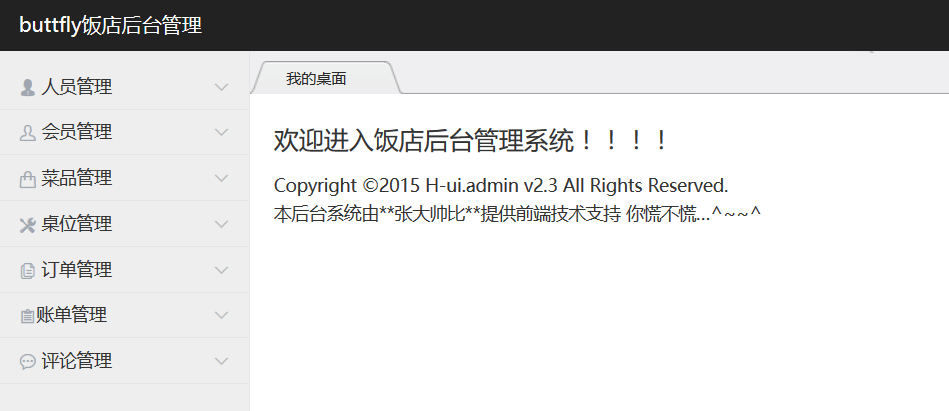 buttfly饭店后台管理
人员管理
会员管理
菜品管理
桌位管理
订单管理
账单管理
评论管理
我的桌面
欢迎进入饭店后台管理系统！！！！
Copyright ©2015 H-ui.admin v2.3 All Rights Reserved.
本后台系统由**张大帅比**提供前端技术支持 你慌不慌...^~~^